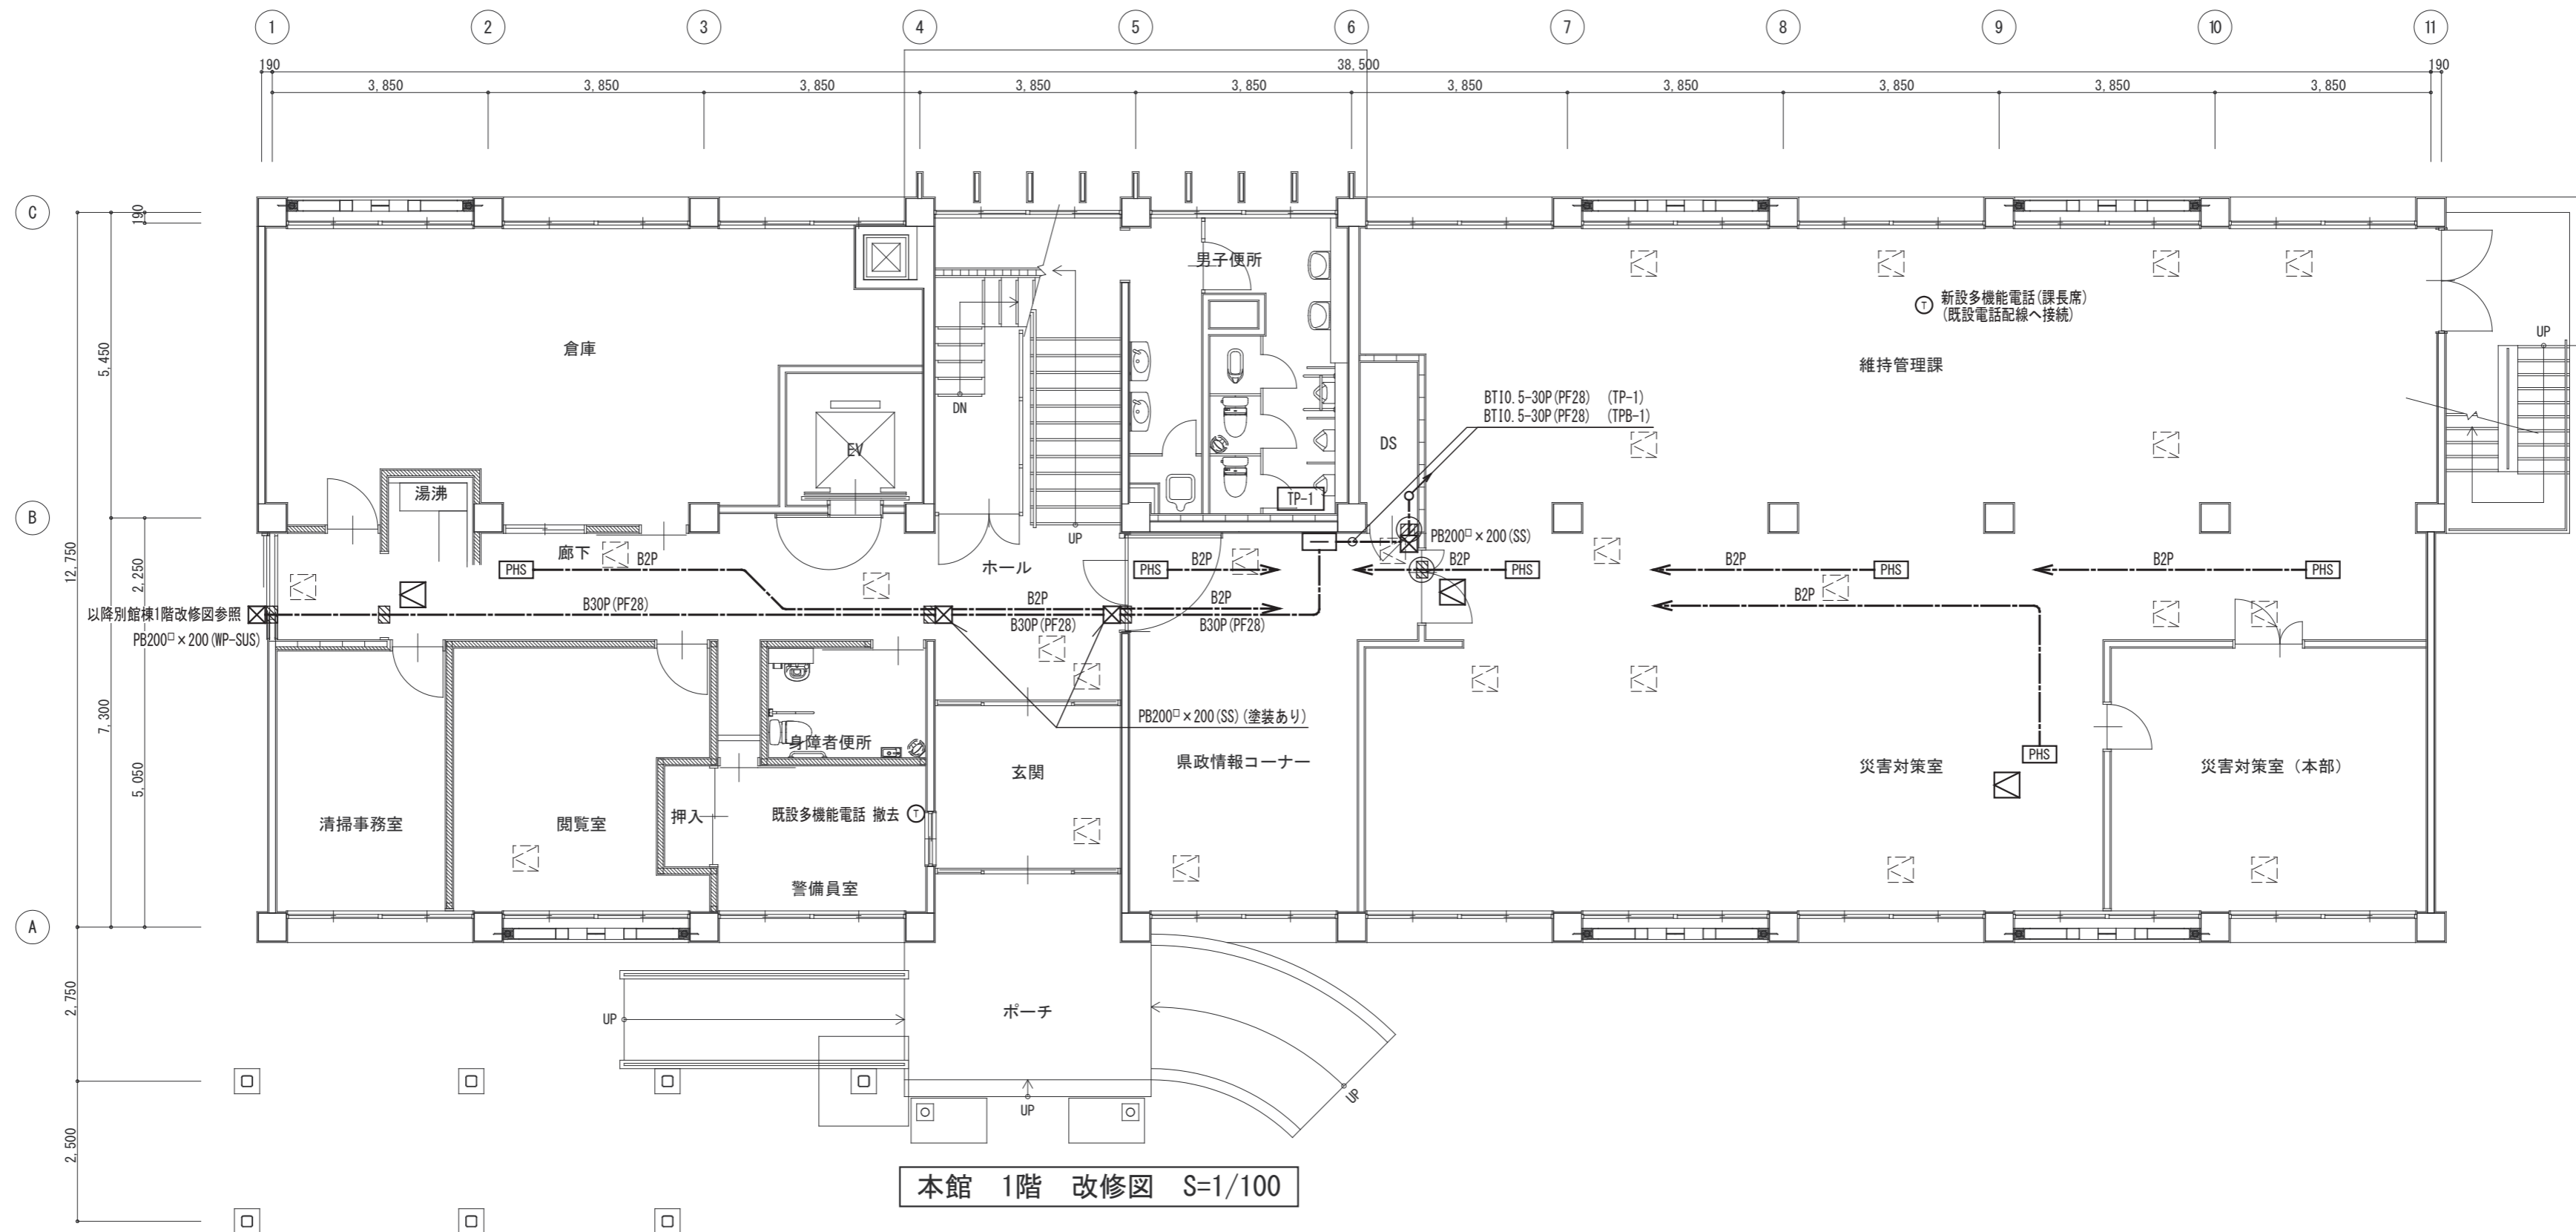 1 2 3 4 5 6 7 8 9 10 11
190 38,500 190
3,850 3,850 3,850 3,850 3,850 3,850 3,850 3,850 3,850 3,850
C
190
男子便所
新設多機能電話(課長席)
(既設電話配線へ接続)
T
UP
倉庫
5,450
維持管理課
BTI0.5-30P(PF28) (TP-1)
BTI0.5-30P(PF28) (TPB-1)
DN
EV
DS
湯沸
TP-1
B
UP
PB200□×200(SS)
廊下
B2P
ホール
PHS
PHS
B2P
B2P
PHS
B2P
PHS
B2P
PHS
12,750
2,250
B30P(PF28)
B2P
B2P
B2P
以降別館棟1階改修図参照
B30P(PF28)
B30P(PF28)
PB200□×200(WP-SUS)
7,300
PB200□×200(SS)(塗装あり)
身障者便所
PHS
5,050
玄関
県政情報コーナー
災害対策室
災害対策室(本部)
清掃事務室
閲覧室
押入
既設多機能電話 撤去
T
警備員室
A
2,750
UP
ポーチ
UP
UP
2,500
本館 1階 改修図 S=1/100